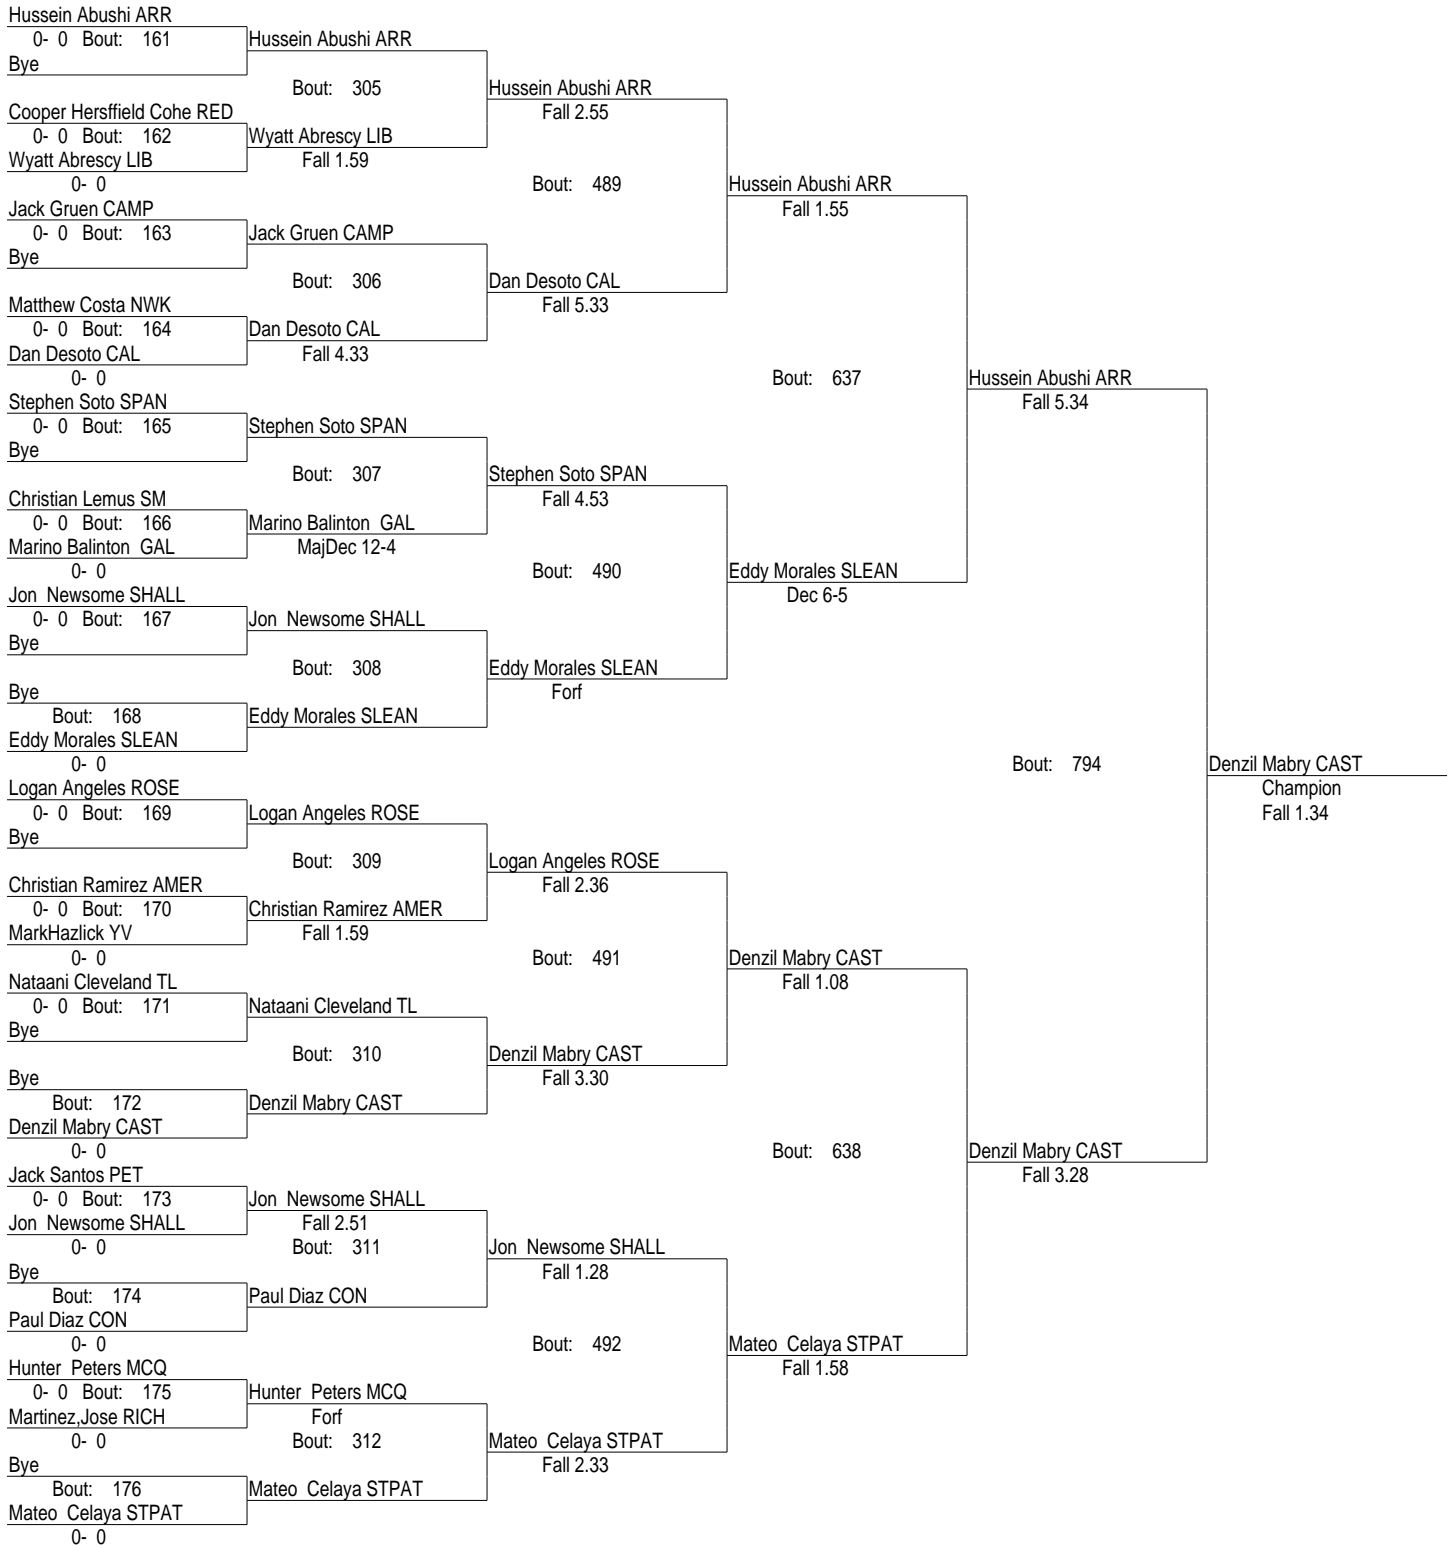 Hussein Abushi ARR
0- 0 Bout: 161 Hussein Abushi ARR
Bye
Bout: 305 Hussein Abushi ARR
Cooper Hersffield Cohe RED Fall 2.55
0- 0 Bout: 162 Wyatt Abrescy LIB
Wyatt Abrescy LIB Fall 1.59
0- 0 Bout: 489 Hussein Abushi ARR
Jack Gruen CAMP Fall 1.55
0- 0 Bout: 163 Jack Gruen CAMP
Bye
Bout: 306 Dan Desoto CAL
Matthew Costa NWK Fall 5.33
0- 0 Bout: 164 Dan Desoto CAL
Dan Desoto CAL Fall 4.33
0- 0 Bout: 637 Hussein Abushi ARR
Stephen Soto SPAN Fall 5.34
0- 0 Bout: 165 Stephen Soto SPAN
Bye
Bout: 307 Stephen Soto SPAN
Christian Lemus SM Fall 4.53
0- 0 Bout: 166 Marino Balinton GAL
Marino Balinton GAL MajDec 12-4
0- 0 Bout: 490 Eddy Morales SLEAN
Jon Newsome SHALL Dec 6-5
0- 0 Bout: 167 Jon Newsome SHALL
Bye
Bout: 308 Eddy Morales SLEAN
Bye Forf
Bout: 168 Eddy Morales SLEAN
Eddy Morales SLEAN
0- 0 Bout: 794 Denzil Mabry CAST
Logan Angeles ROSE Champion
0- 0 Bout: 169 Logan Angeles ROSE Fall 1.34
Bye
Bout: 309 Logan Angeles ROSE
Christian Ramirez AMER Fall 2.36
0- 0 Bout: 170 Christian Ramirez AMER
MarkHazlick YV Fall 1.59
0- 0 Bout: 491 Denzil Mabry CAST
Nataani Cleveland TL Fall 1.08
0- 0 Bout: 171 Nataani Cleveland TL
Bye
Bout: 310 Denzil Mabry CAST
Bye Fall 3.30
Bout: 172 Denzil Mabry CAST
Denzil Mabry CAST
0- 0 Bout: 638 Denzil Mabry CAST
Jack Santos PET Fall 3.28
0- 0 Bout: 173 Jon Newsome SHALL
Jon Newsome SHALL Fall 2.51
0- 0 Bout: 311 Jon Newsome SHALL
Bye Fall 1.28
Bout: 174 Paul Diaz CON
Paul Diaz CON
0- 0 Bout: 492 Mateo Celaya STPAT
Hunter Peters MCQ Fall 1.58
0- 0 Bout: 175 Hunter Peters MCQ
Martinez,Jose RICH Forf
0- 0 Bout: 312 Mateo Celaya STPAT
Bye Fall 2.33
Bout: 176 Mateo Celaya STPAT
Mateo Celaya STPAT
0- 0